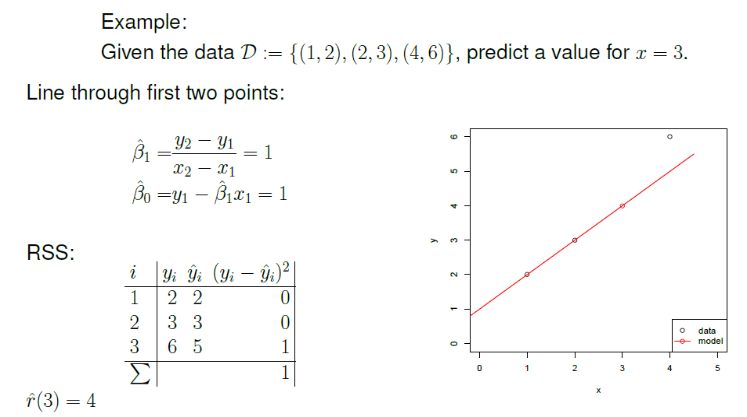 Example:
Given the data 𝒟 := {(1, 2), (2, 3), (4, 6)}, predict a value for x = 3.
Line through first two points:
β̂₁ = (y₂ − y₁) / (x₂ − x₁) = 1
β̂₀ = y₁ − β̂₁x₁ = 1
RSS:
i yᵢ ŷᵢ (yᵢ − ŷᵢ)²
1 2 2 0
2 3 3 0
3 6 5 1
∑ 1
r̂(3) = 4
6
5
4
3
2
1
0
y
data
model
0 1 2 3 4 5
x